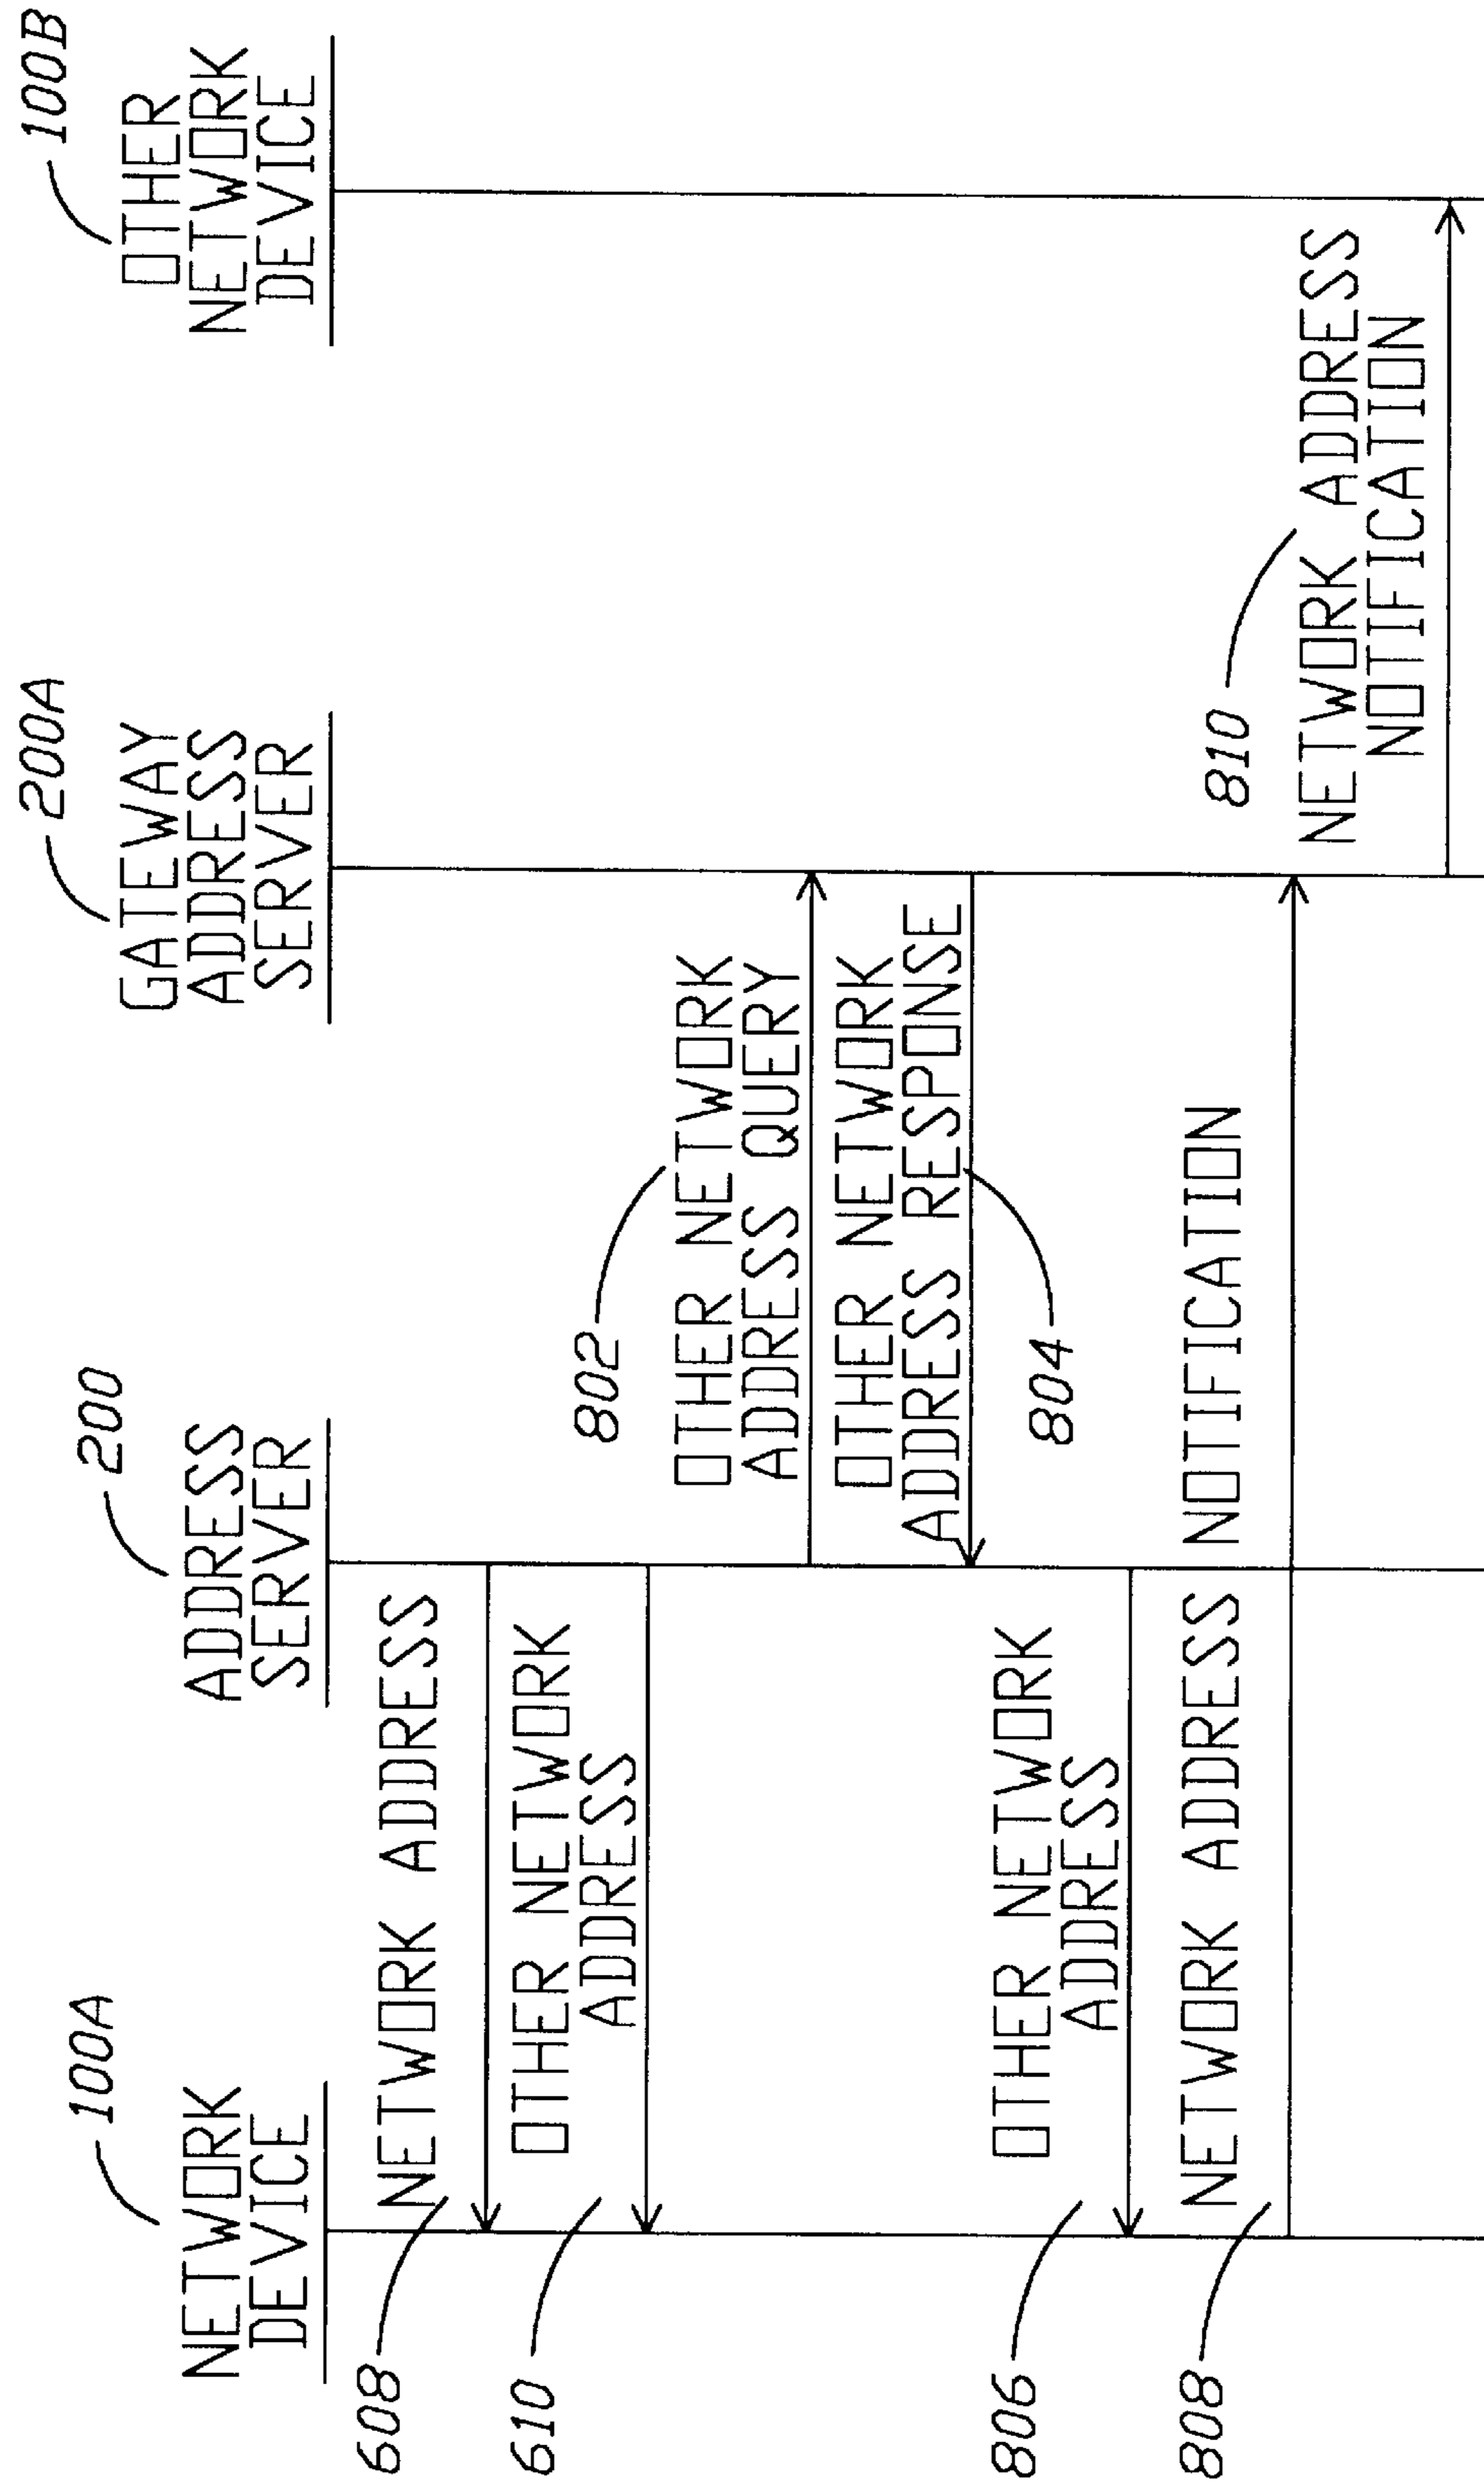 100A
NETWORK
DEVICE
200
ADDRESS
SERVER
200A
GATEWAY
ADDRESS
SERVER
100B
OTHER
NETWORK
DEVICE
608
NETWORK ADDRESS
610
OTHER NETWORK
ADDRESS
802
OTHER NETWORK
ADDRESS QUERY
OTHER NETWORK
ADDRESS RESPONSE
804
806
OTHER NETWORK
ADDRESS
808
NETWORK ADDRESS NOTIFICATION
810
NETWORK ADDRESS
NOTIFICATION